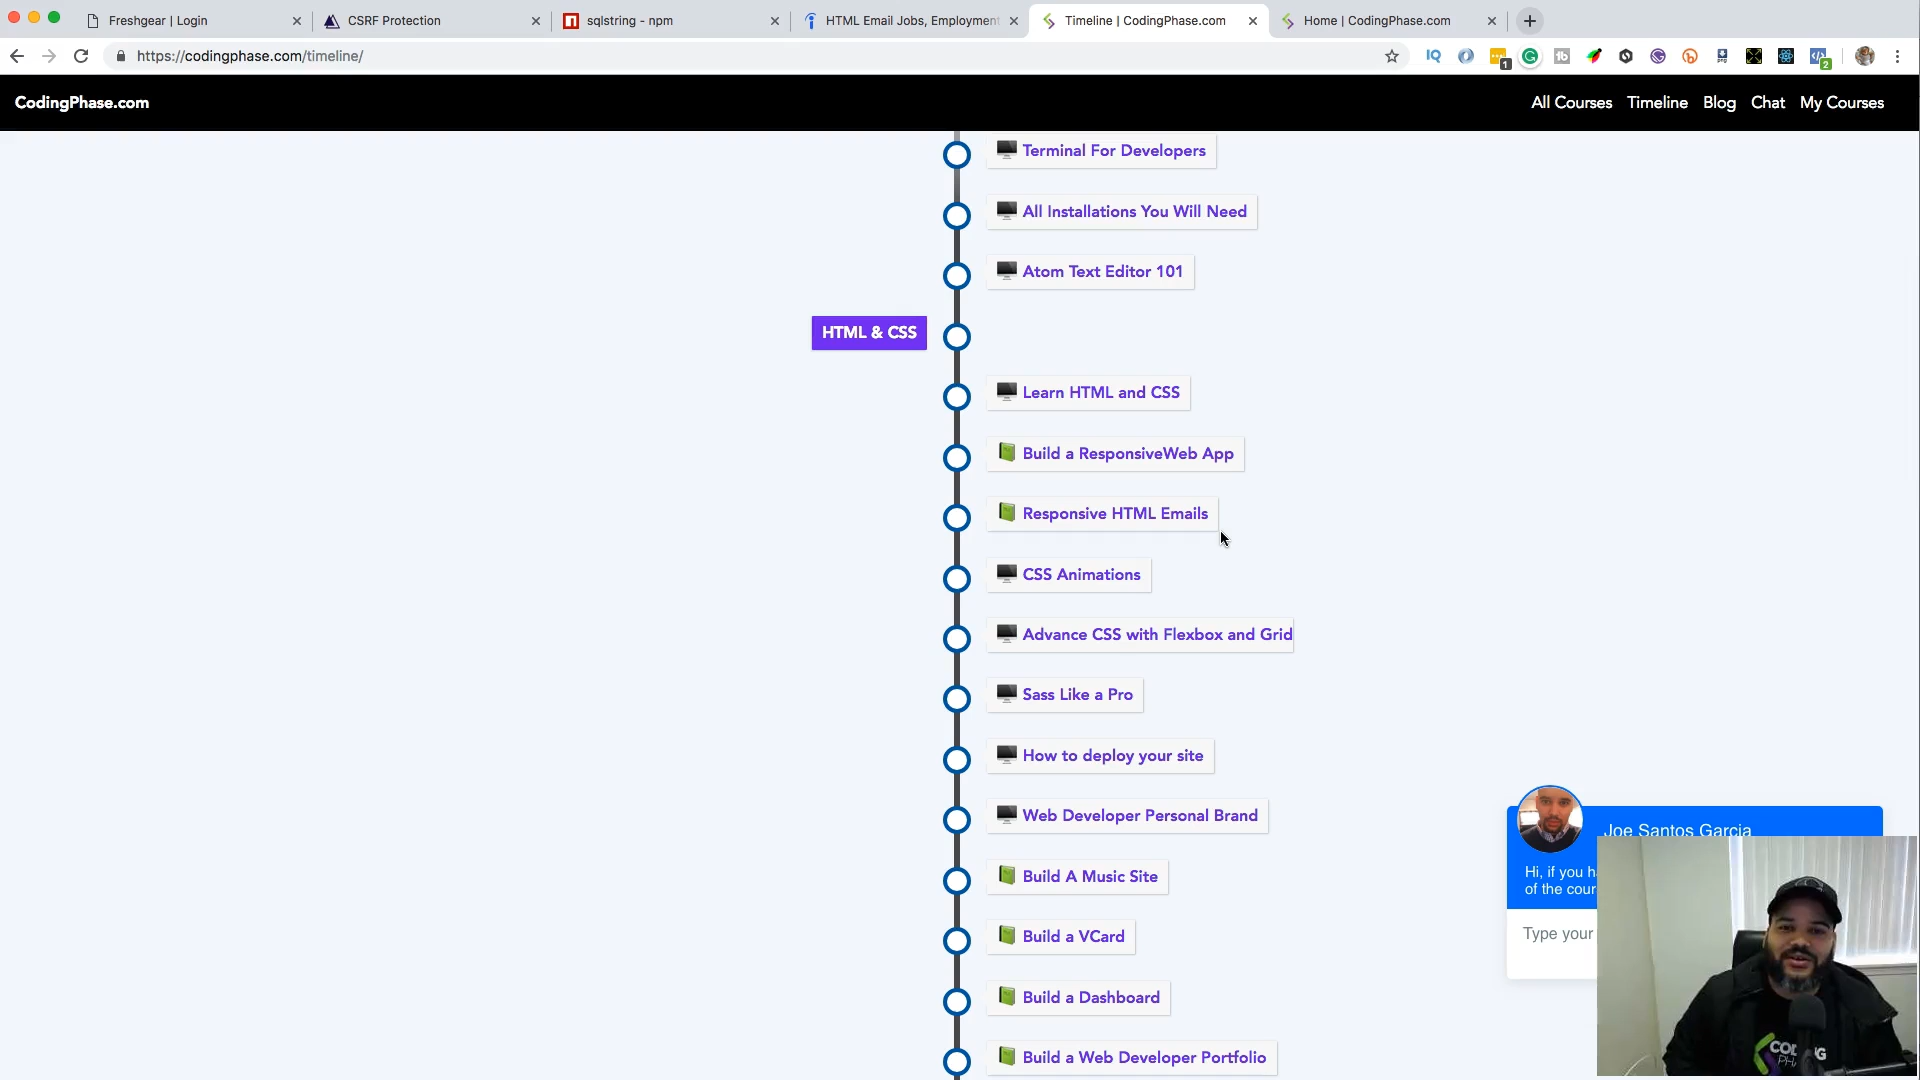 Freshgear | Login
CSRF Protection
sqlstring - npm
HTML Email Jobs, Employment
Timeline | CodingPhase.com
Home | CodingPhase.com
https://codingphase.com/timeline/
CodingPhase.com
All Courses
Timeline
Blog
Chat
My Courses
Terminal For Developers
All Installations You Will Need
Atom Text Editor 101
HTML & CSS
Learn HTML and CSS
Build a ResponsiveWeb App
Responsive HTML Emails
CSS Animations
Advance CSS with Flexbox and Grid
Sass Like a Pro
How to deploy your site
Web Developer Personal Brand
Build A Music Site
Build a VCard
Build a Dashboard
Build a Web Developer Portfolio
Joe Santos Garcia
Hi, if you h
of the cour
Type your